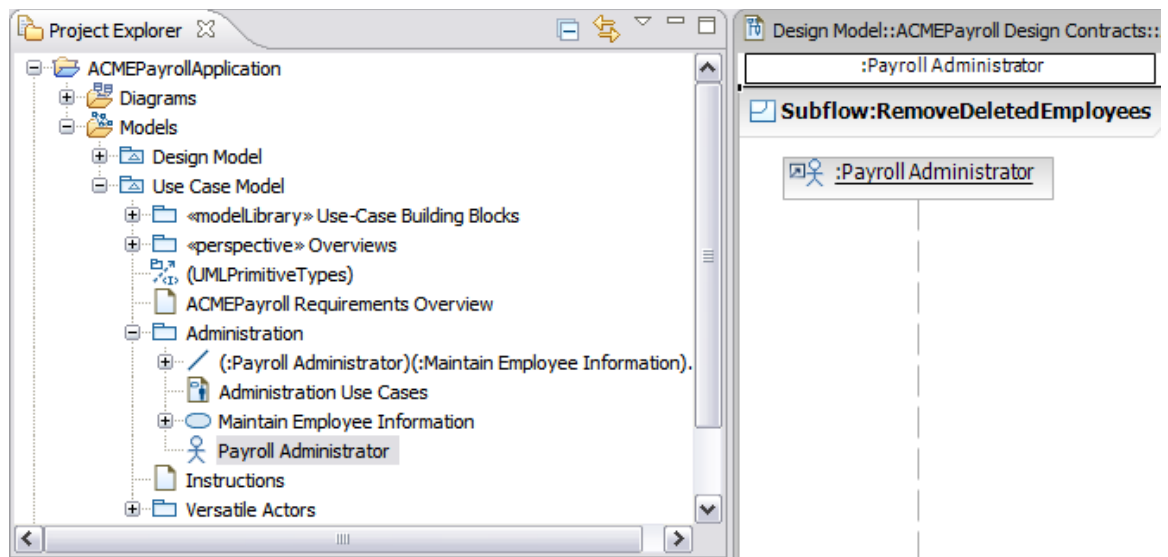 Project Explorer
ACMEPayrollApplication
Diagrams
Models
Design Model
Use Case Model
«modelLibrary» Use-Case Building Blocks
«perspective» Overviews
(UMLPrimitiveTypes)
ACMEPayroll Requirements Overview
Administration
(:Payroll Administrator)(:Maintain Employee Information).
Administration Use Cases
Maintain Employee Information
Payroll Administrator
Instructions
Versatile Actors
Design Model::ACMEPayroll Design Contracts::
:Payroll Administrator
Subflow:RemoveDeletedEmployees
:Payroll Administrator